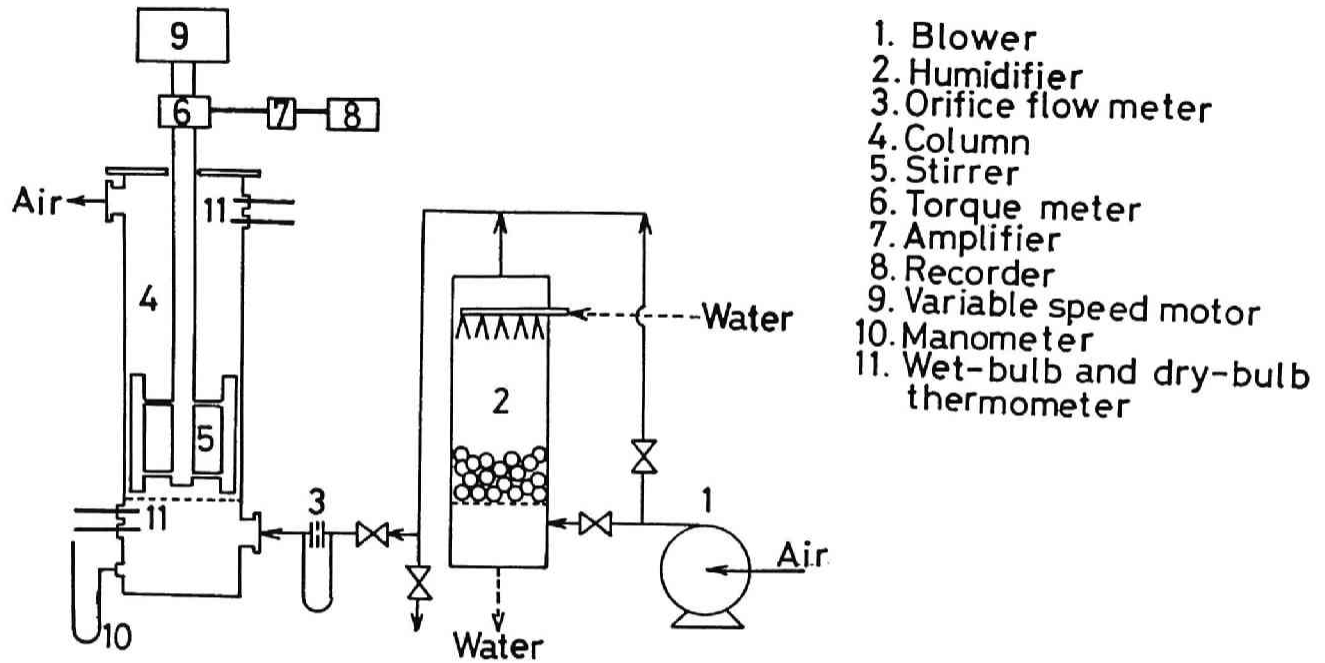 9
6
7
8
Air
11
4
Water
2
5
3
1
11
Air
10
Water
1. Blower
2. Humidifier
3. Orifice flow meter
4. Column
5. Stirrer
6. Torque meter
7. Amplifier
8. Recorder
9. Variable speed motor
10. Manometer
11. Wet-bulb and dry-bulb
thermometer